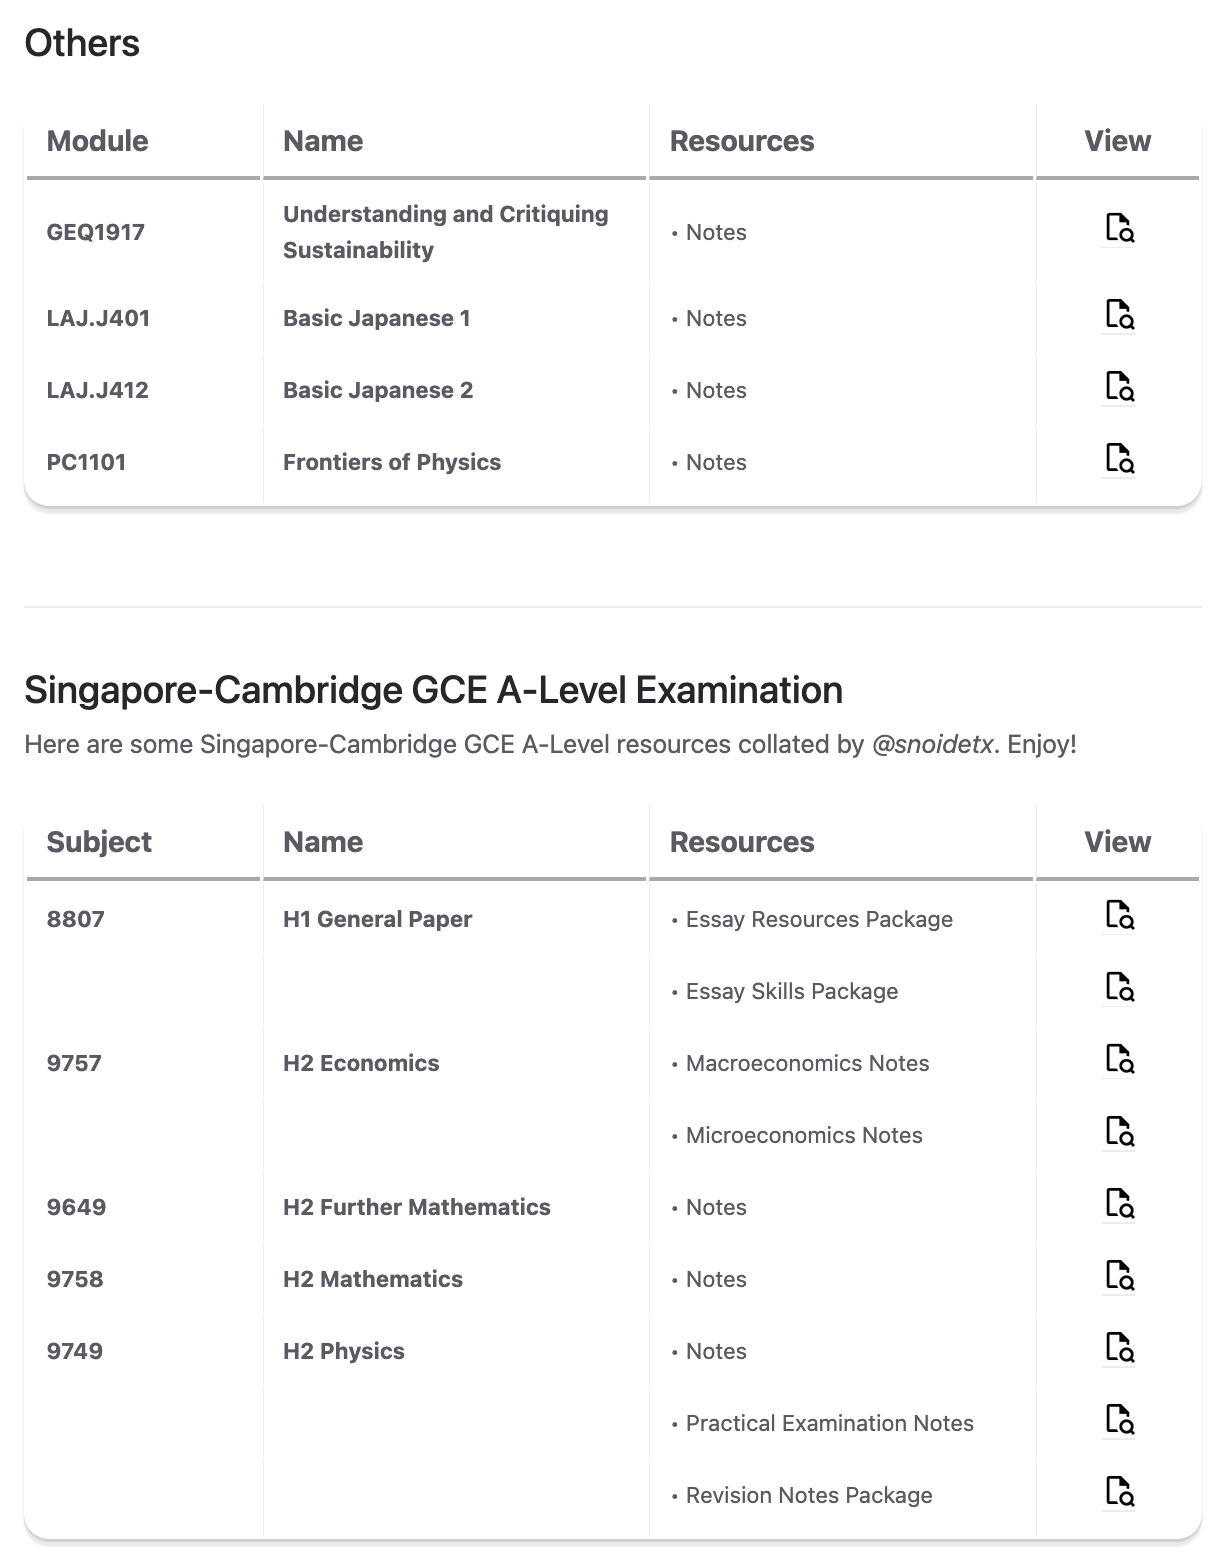 Others
Module Name Resources View
GEQ1917 Understanding and Critiquing Sustainability • Notes
LAJ.J401 Basic Japanese 1 • Notes
LAJ.J412 Basic Japanese 2 • Notes
PC1101 Frontiers of Physics • Notes
Singapore-Cambridge GCE A-Level Examination
Here are some Singapore-Cambridge GCE A-Level resources collated by @snoidetx. Enjoy!
Subject Name Resources View
8807 H1 General Paper • Essay Resources Package
• Essay Skills Package
9757 H2 Economics • Macroeconomics Notes
• Microeconomics Notes
9649 H2 Further Mathematics • Notes
9758 H2 Mathematics • Notes
9749 H2 Physics • Notes
• Practical Examination Notes
• Revision Notes Package